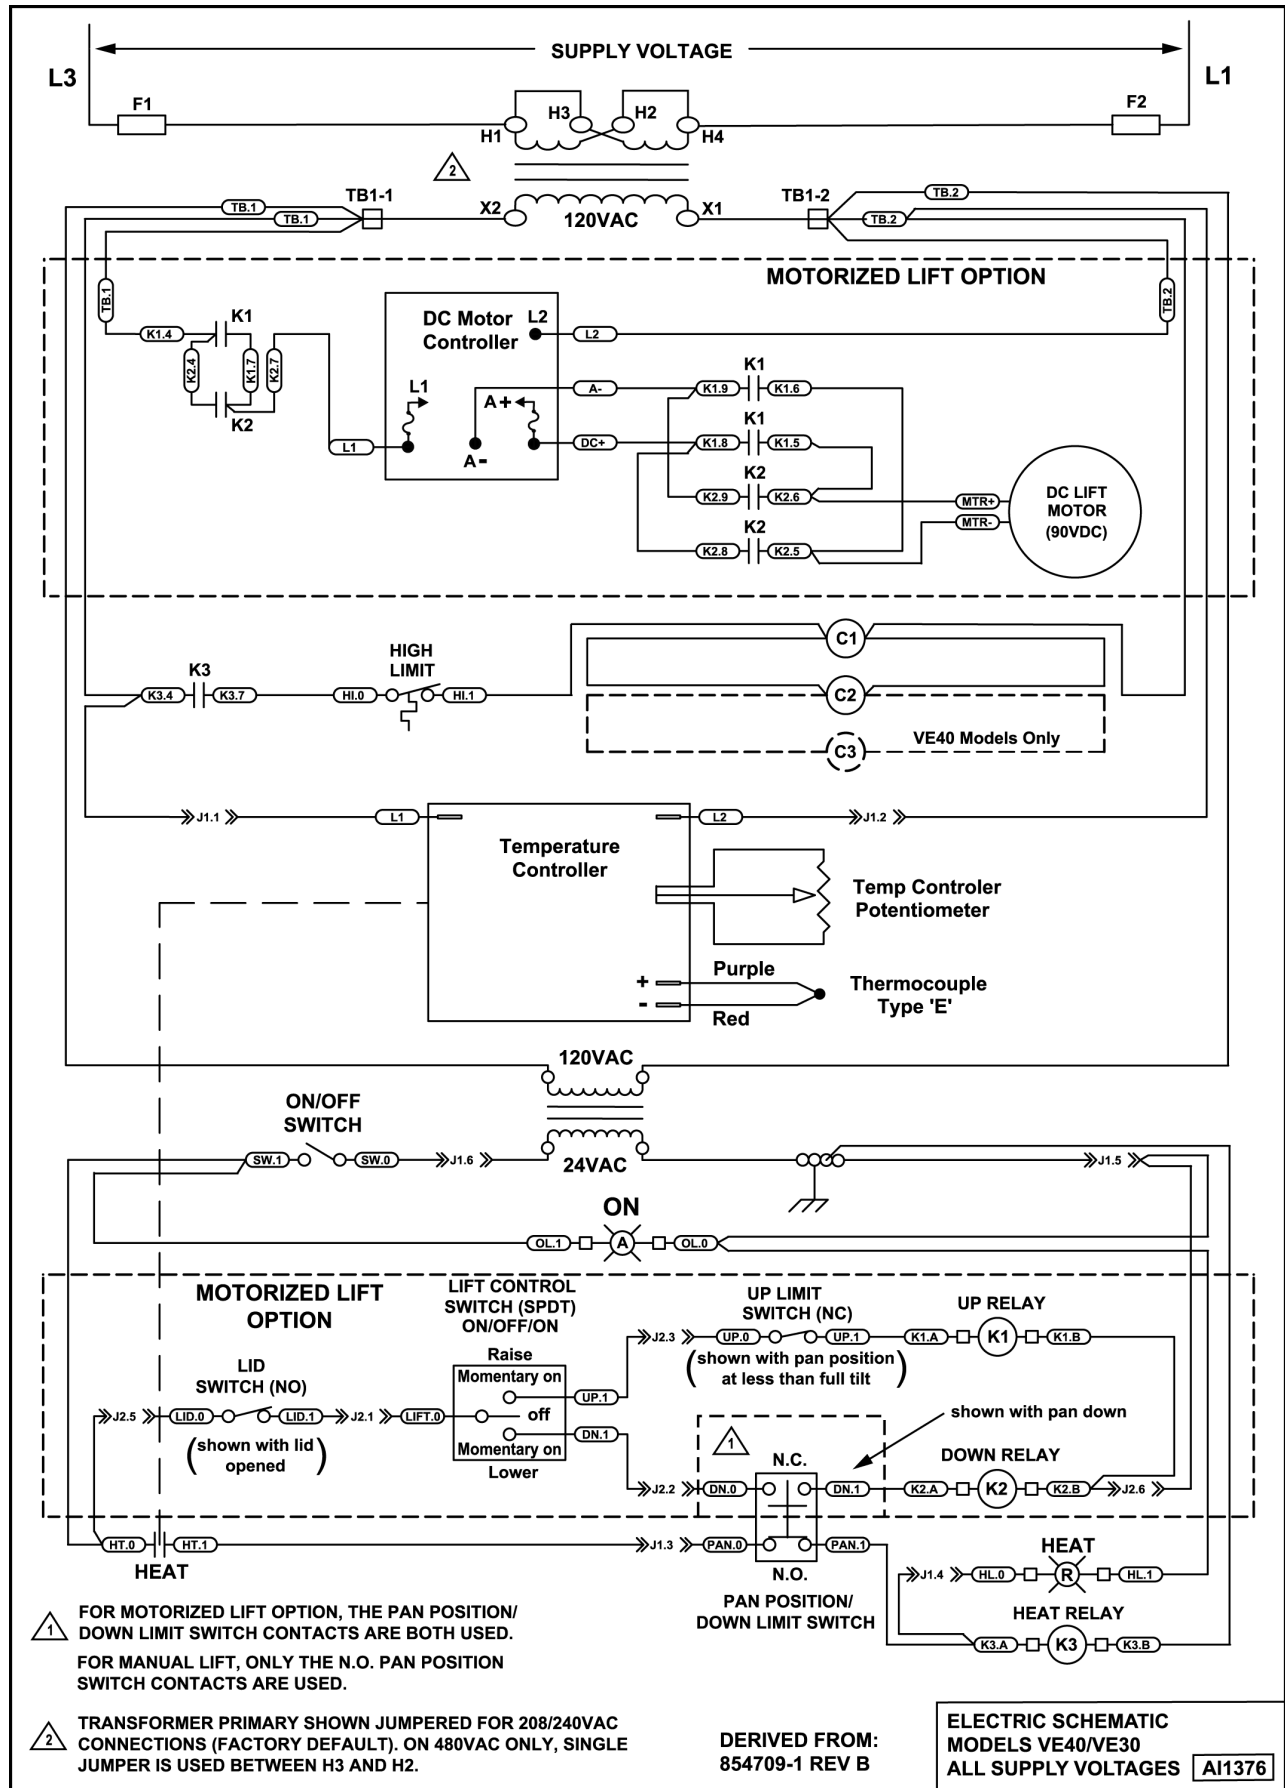 SUPPLY VOLTAGE
L3
L1
F1
H3
H2
F2
H1
H4
2
TB.1
TB1-1
X2
120VAC
X1
TB1-2
TB.2
TB.1
TB.2
MOTORIZED LIFT OPTION
TB.1
TB.2
K1
DC Motor
Controller
L2
L2
K1.4
K2.4
K1.7
K2.7
K2
L1
A+
A-
K1
K1.9
K1.6
K1
L1
A-
DC+
K1.8
K1.5
K2
K2.9
K2.6
MTR+
MTR-
DC LIFT
MOTOR
(90VDC)
K2
K2.8
K2.5
C1
HIGH
LIMIT
K3
K3.4
K3.7
HI.0
HI.1
C2
VE40 Models Only
C3
J1.1
L1
L2
J1.2
Temperature
Controller
Temp Controler
Potentiometer
+
Purple
-
Red
Thermocouple
Type 'E'
120VAC
ON/OFF
SWITCH
SW.1
SW.0
J1.6
24VAC
J1.5
ON
OL.1
A
OL.0
MOTORIZED LIFT
OPTION
LIFT CONTROL
SWITCH (SPDT)
ON/OFF/ON
UP LIMIT
SWITCH (NC)
UP RELAY
J2.3
UP.0
UP.1
K1.A
K1
K1.B
Raise
(shown with pan position
at less than full tilt)
LID
SWITCH (NO)
Momentary on
UP.1
J2.5
LID.0
LID.1
J2.1
LIFT.0
off
shown with pan down
(shown with lid
opened)
DN.1
Momentary on
Lower
1
N.C.
DOWN RELAY
J2.2
DN.0
DN.1
K2.A
K2
K2.B
J2.6
HT.0
HT.1
J1.3
PAN.0
PAN.1
HEAT
HEAT
N.O.
J1.4
HL.0
R
HL.1
PAN POSITION/
DOWN LIMIT SWITCH
HEAT RELAY
K3.A
K3
K3.B
1
FOR MOTORIZED LIFT OPTION, THE PAN POSITION/
DOWN LIMIT SWITCH CONTACTS ARE BOTH USED.
FOR MANUAL LIFT, ONLY THE N.O. PAN POSITION
SWITCH CONTACTS ARE USED.
2
TRANSFORMER PRIMARY SHOWN JUMPERED FOR 208/240VAC
CONNECTIONS (FACTORY DEFAULT). ON 480VAC ONLY, SINGLE
JUMPER IS USED BETWEEN H3 AND H2.
DERIVED FROM:
854709-1 REV B
ELECTRIC SCHEMATIC
MODELS VE40/VE30
ALL SUPPLY VOLTAGES
AI1376